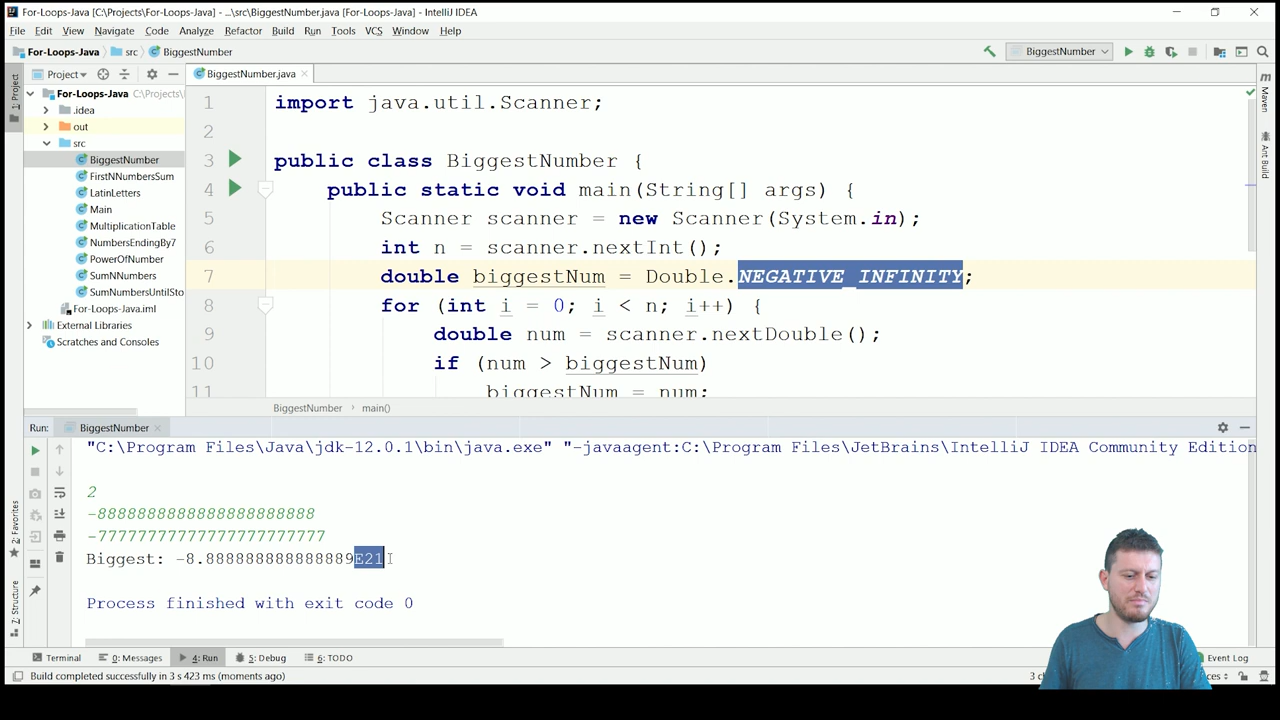 For-Loops-Java [C:\Projects\For-Loops-Java] - ...\src\BiggestNumber.java [For-Loops-Java] - IntelliJ IDEA
File Edit View Navigate Code Analyze Refactor Build Run Tools VCS Window Help
For-Loops-Java src BiggestNumber BiggestNumber
1: Project
Project
BiggestNumber.java
Maven
Ant Build
For-Loops-Java C:\Projects\
.idea
out
src
BiggestNumber
FirstNNumbersSum
LatinLetters
Main
MultiplicationTable
NumbersEndingBy7
PowerOfNumber
SumNNumbers
SumNumbersUntilSto
For-Loops-Java.iml
External Libraries
Scratches and Consoles
1 import java.util.Scanner;
2
3 public class BiggestNumber {
4 public static void main(String[] args) {
5 Scanner scanner = new Scanner(System.in);
6 int n = scanner.nextInt();
7 double biggestNum = Double.NEGATIVE_INFINITY;
8 for (int i = 0; i < n; i++) {
9 double num = scanner.nextDouble();
10 if (num > biggestNum)
11 biggestNum = num;
BiggestNumber main()
Run: BiggestNumber
"C:\Program Files\Java\jdk-12.0.1\bin\java.exe" "-javaagent:C:\Program Files\JetBrains\IntelliJ IDEA Community Edition
2
-8888888888888888888888
-77777777777777777777777
Biggest: -8.888888888888889E21
Process finished with exit code 0
2: Favorites
7: Structure
Terminal 0: Messages 4: Run 5: Debug 6: TODO Event Log
Build completed successfully in 3 s 423 ms (moments ago)